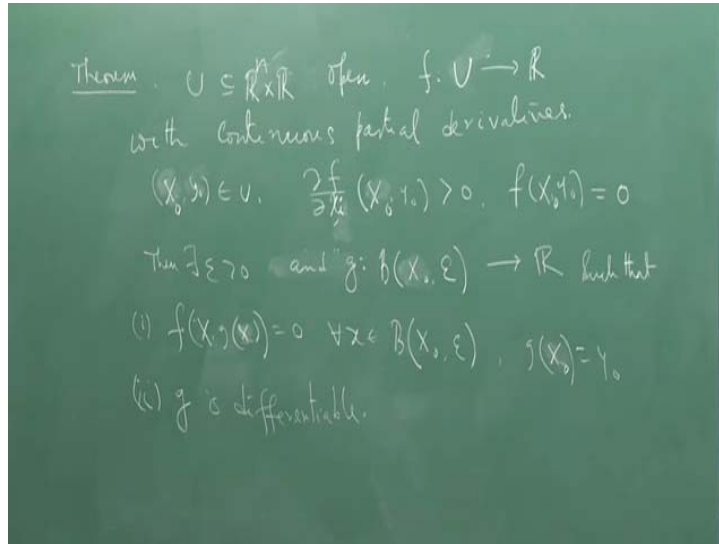 Theorem. U ⊆ ℝⁿ×ℝ open. f: U → ℝ
with continuous partial derivatives.
(X₀, y₀) ∈ U, (X₀, y₀) > 0, f(X₀, y₀) = 0
Then ∃ ε > 0 and g: B(X₀, ε) → ℝ such that
(i) f(x, g(x)) = 0 ∀ x ∈ B(X₀, ε), g(X₀) = y₀
(ii) g is differentiable.